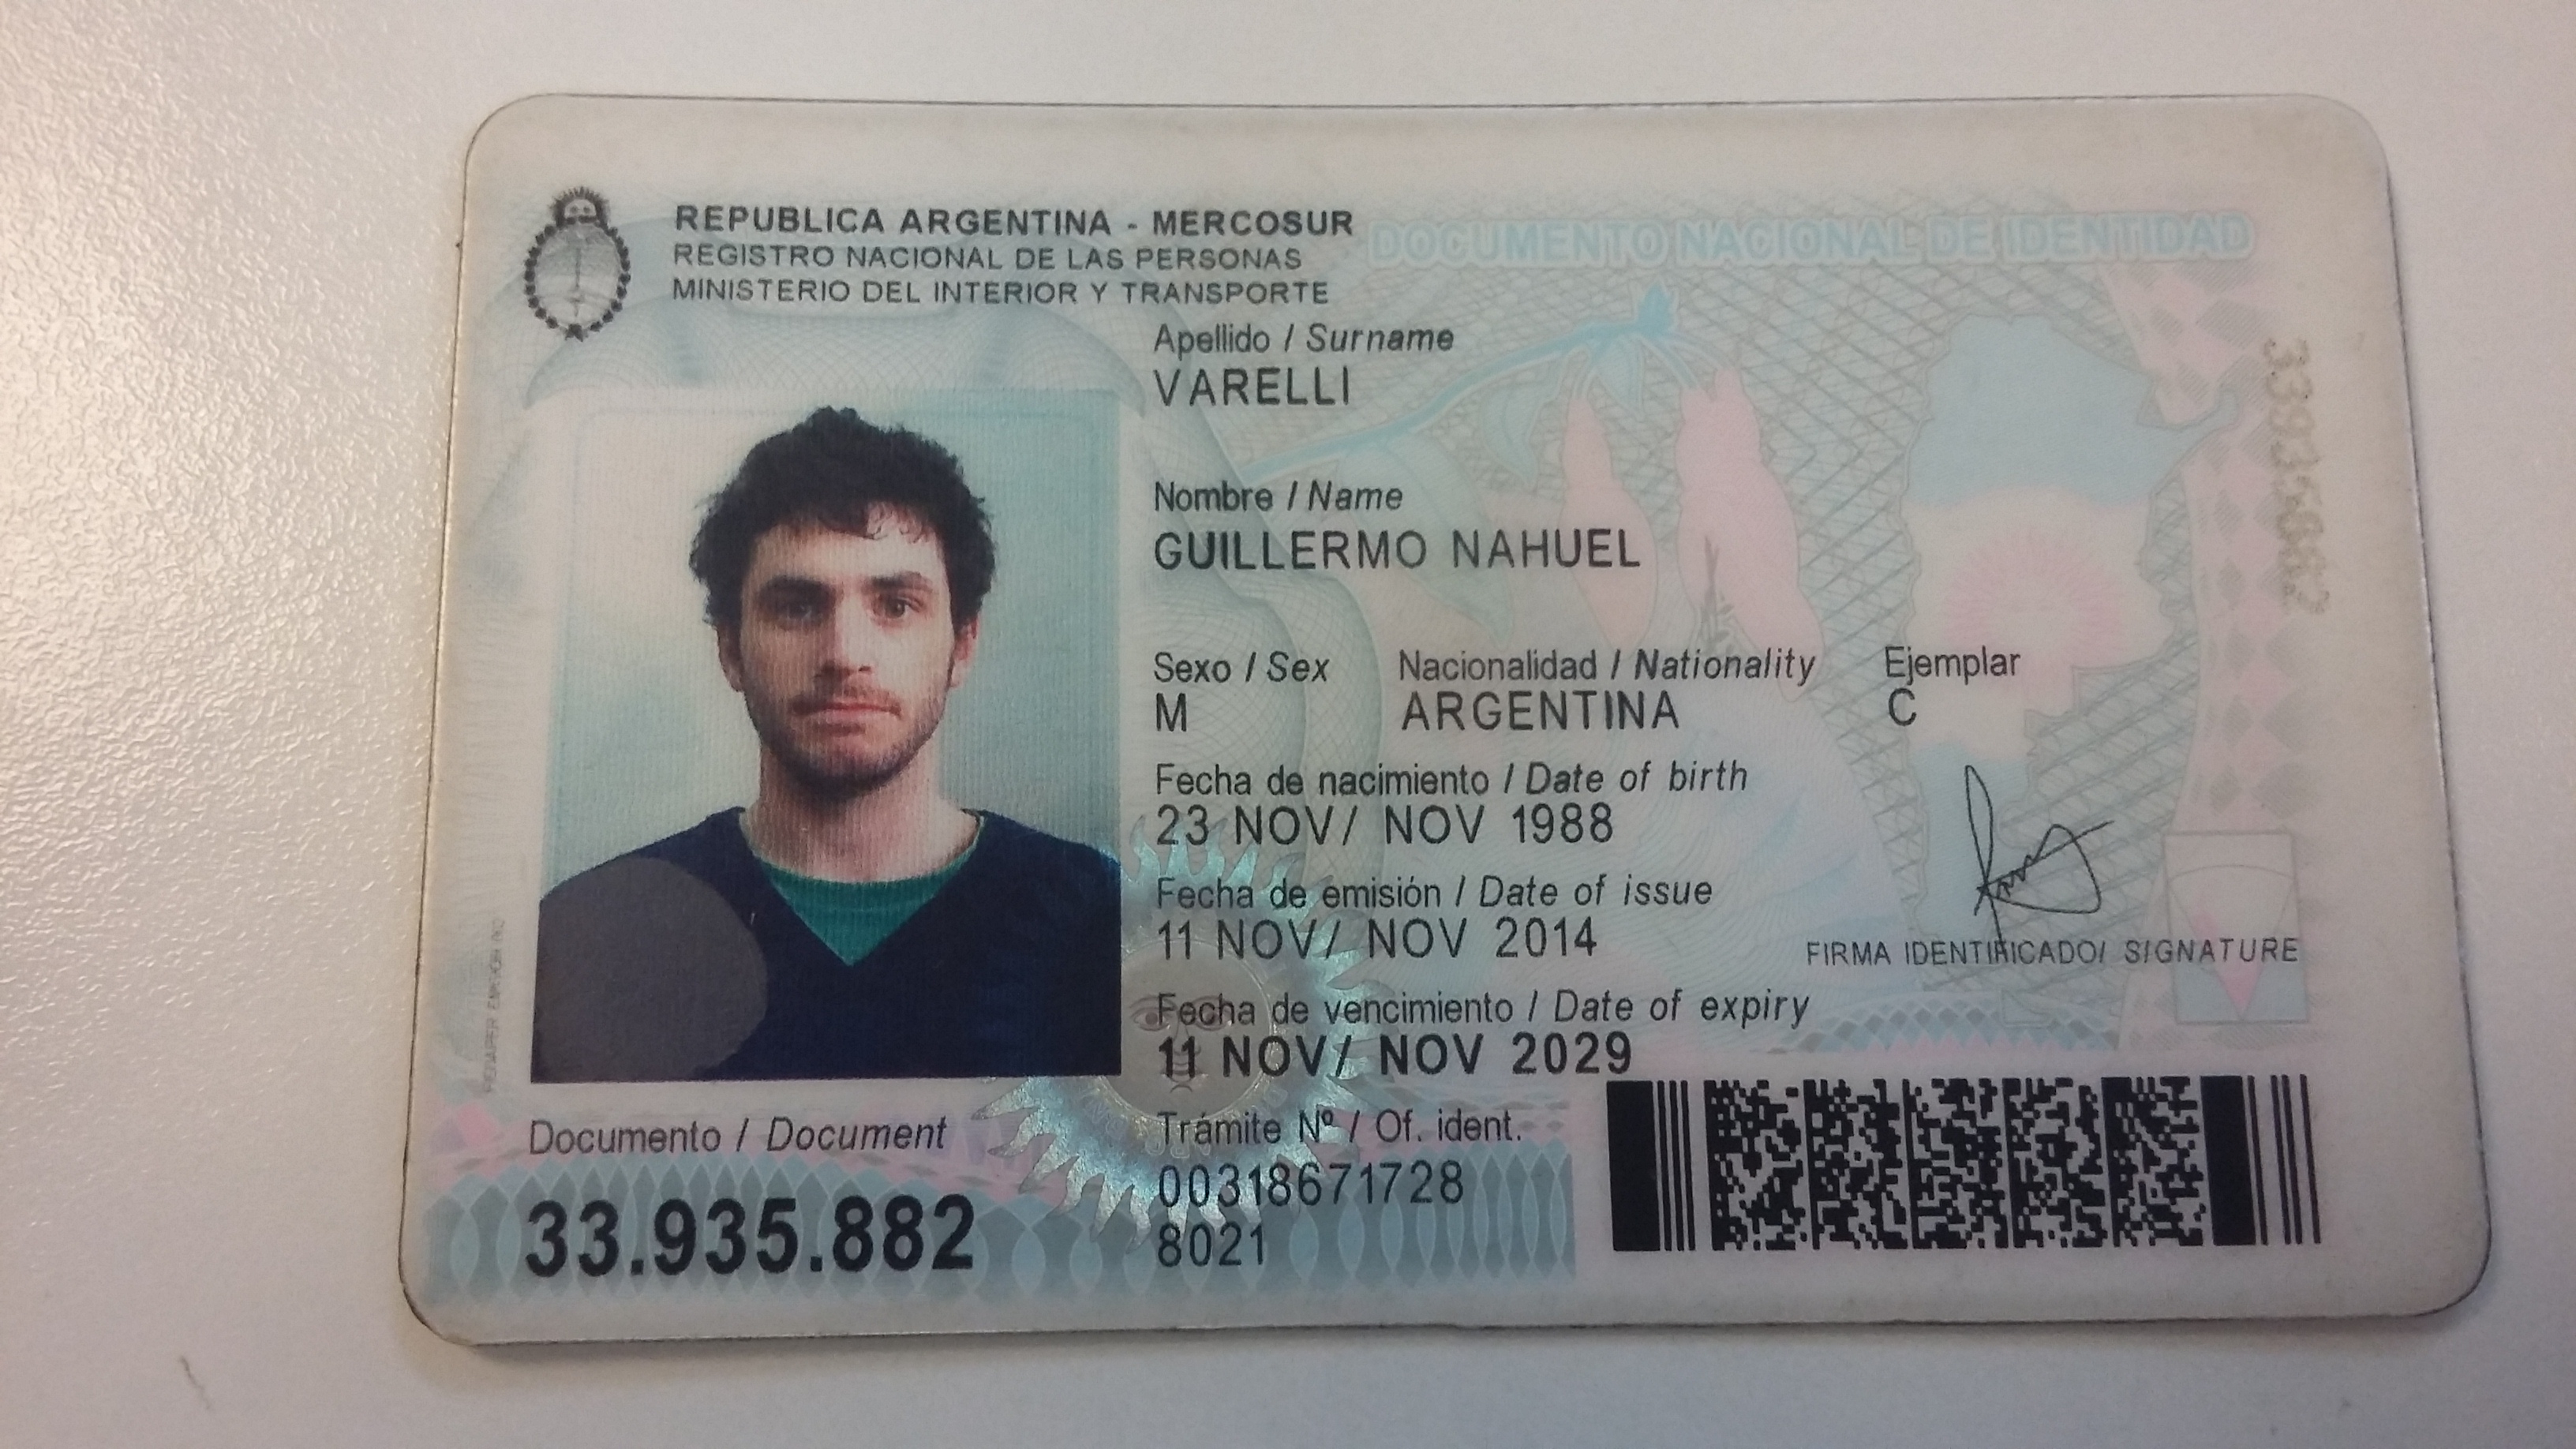 REPUBLICA ARGENTINA - MERCOSUR
REGISTRO NACIONAL DE LAS PERSONAS
MINISTERIO DEL INTERIOR Y TRANSPORTE
DOCUMENTO NACIONAL DE IDENTIDAD
Apellido / Surname
VARELLI
Nombre / Name
GUILLERMO NAHUEL
Sexo / Sex Nacionalidad / Nationality Ejemplar
M ARGENTINA C
Fecha de nacimiento / Date of birth
23 NOV/ NOV 1988
Fecha de emisión / Date of issue
11 NOV/ NOV 2014
FIRMA IDENTIFICADO/ SIGNATURE
Fecha de vencimiento / Date of expiry
11 NOV/ NOV 2029
Documento / Document
33.935.882
Trámite Nº / Of. ident.
00318671728
8021
33935882